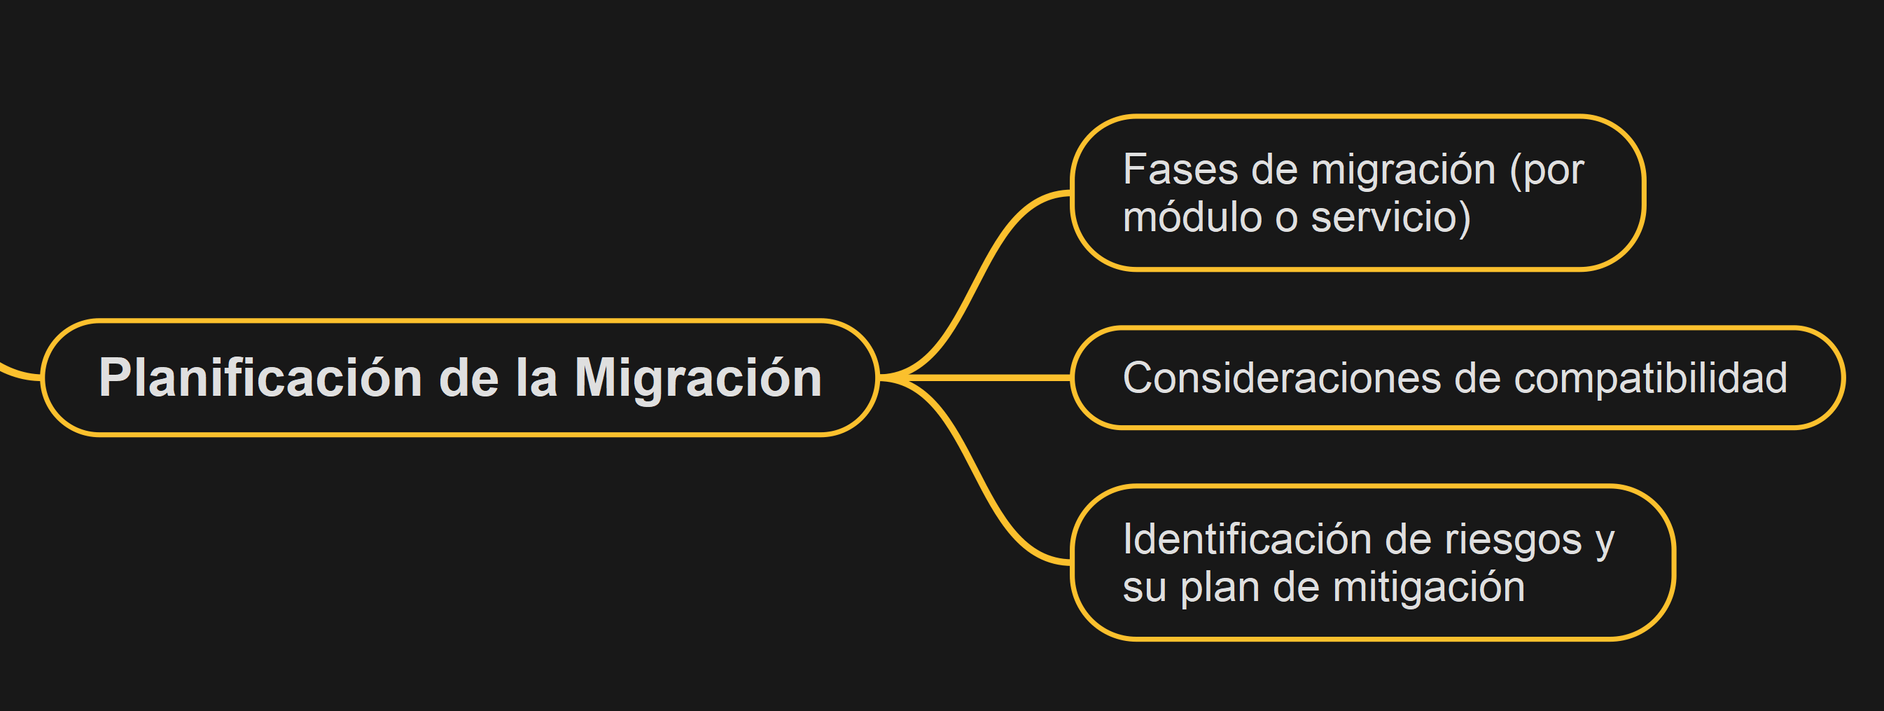 Planificación de la Migración
Fases de migración (por
módulo o servicio)
Consideraciones de compatibilidad
Identificación de riesgos y
su plan de mitigación